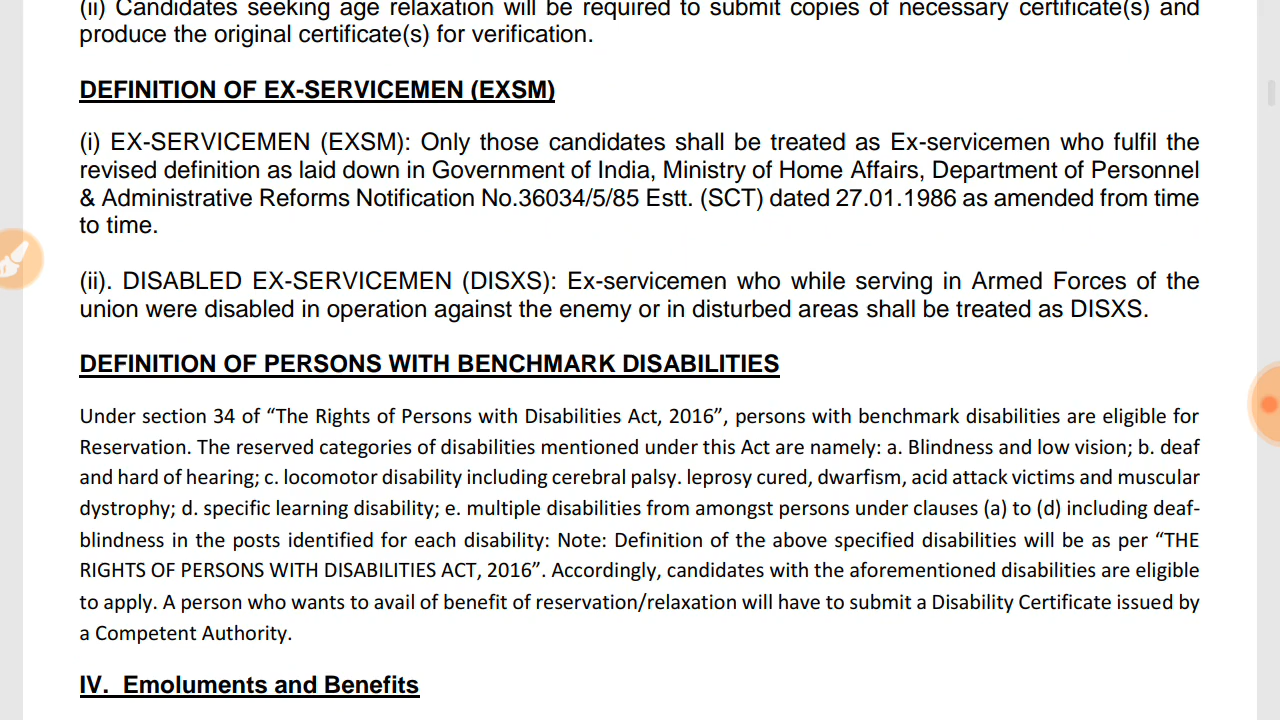 (ii) Candidates seeking age relaxation will be required to submit copies of necessary certificate(s) and
produce the original certificate(s) for verification.
DEFINITION OF EX-SERVICEMEN (EXSM)
(i) EX-SERVICEMEN (EXSM): Only those candidates shall be treated as Ex-servicemen who fulfil the
revised definition as laid down in Government of India, Ministry of Home Affairs, Department of Personnel
& Administrative Reforms Notification No.36034/5/85 Estt. (SCT) dated 27.01.1986 as amended from time
to time.
(ii). DISABLED EX-SERVICEMEN (DISXS): Ex-servicemen who while serving in Armed Forces of the
union were disabled in operation against the enemy or in disturbed areas shall be treated as DISXS.
DEFINITION OF PERSONS WITH BENCHMARK DISABILITIES
Under section 34 of “The Rights of Persons with Disabilities Act, 2016”, persons with benchmark disabilities are eligible for
Reservation. The reserved categories of disabilities mentioned under this Act are namely: a. Blindness and low vision; b. deaf
and hard of hearing; c. locomotor disability including cerebral palsy. leprosy cured, dwarfism, acid attack victims and muscular
dystrophy; d. specific learning disability; e. multiple disabilities from amongst persons under clauses (a) to (d) including deaf-
blindness in the posts identified for each disability: Note: Definition of the above specified disabilities will be as per “THE
RIGHTS OF PERSONS WITH DISABILITIES ACT, 2016”. Accordingly, candidates with the aforementioned disabilities are eligible
to apply. A person who wants to avail of benefit of reservation/relaxation will have to submit a Disability Certificate issued by
a Competent Authority.
IV. Emoluments and Benefits